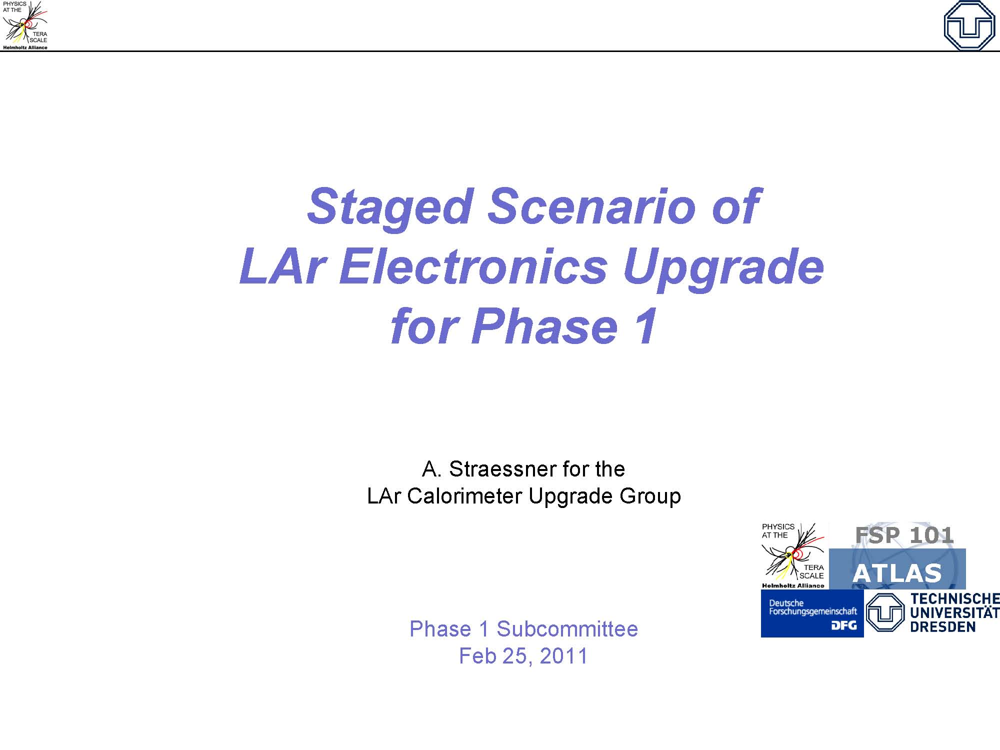 PHYSICS
AT THE
TERA
SCALE
Helmholtz Alliance
Staged Scenario of
LAr Electronics Upgrade
for Phase 1
A. Straessner for the
LAr Calorimeter Upgrade Group
PHYSICS
AT THE
TERA
SCALE
Helmholtz Alliance
FSP 101
ATLAS
Deutsche
Forschungsgemeinschaft
DFG
TECHNISCHE
UNIVERSITÄT
DRESDEN
Phase 1 Subcommittee
Feb 25, 2011